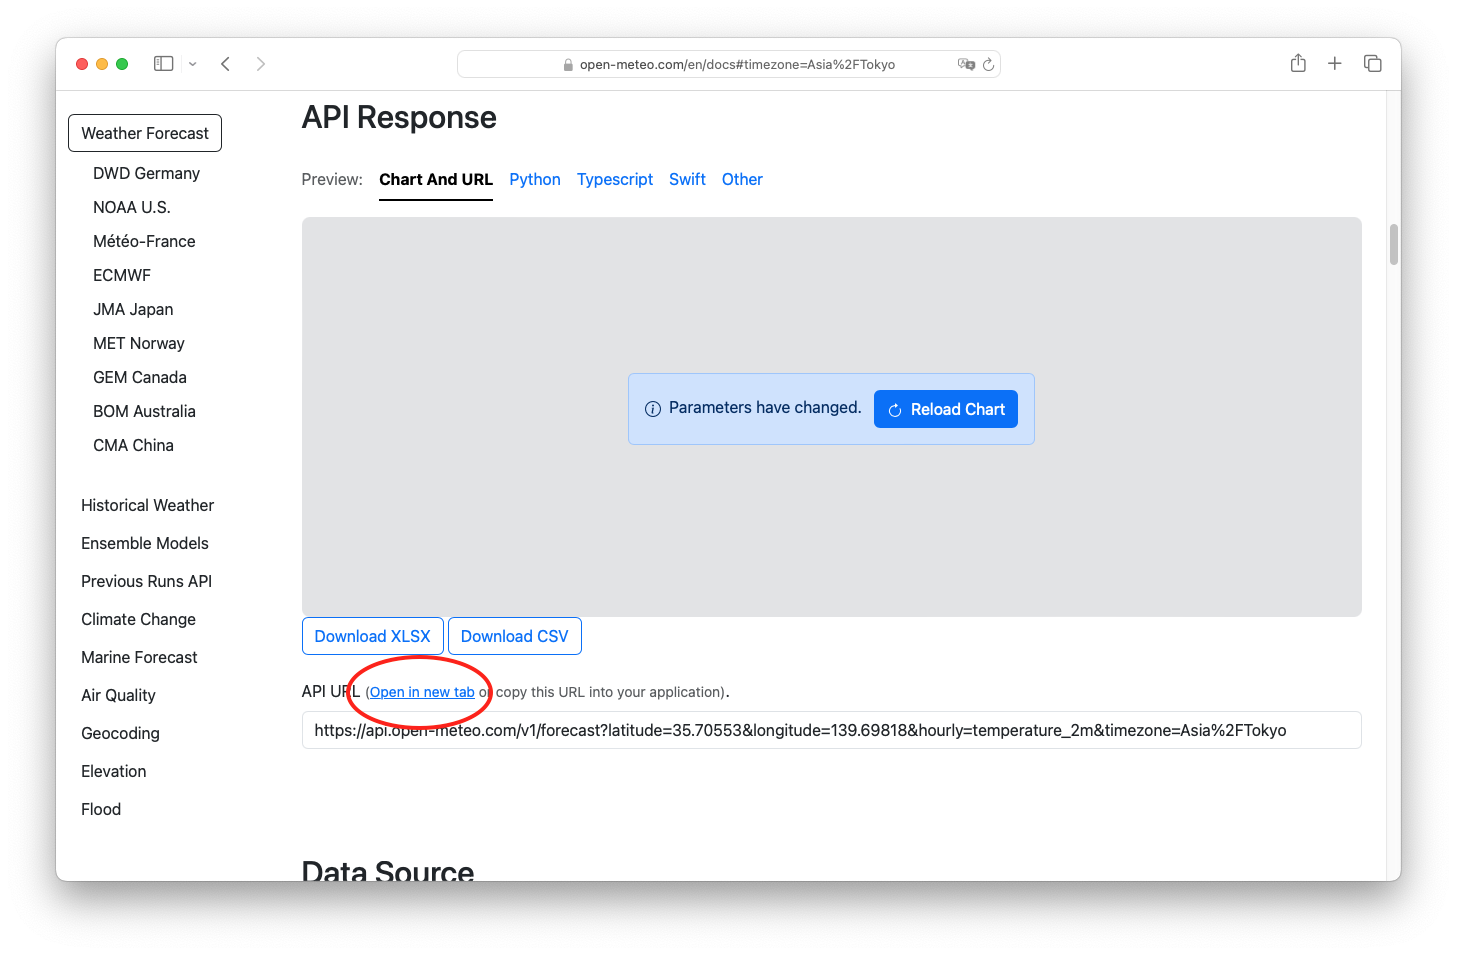 open-meteo.com/en/docs#timezone=Asia%2FTokyo
Weather Forecast
DWD Germany
NOAA U.S.
Météo-France
ECMWF
JMA Japan
MET Norway
GEM Canada
BOM Australia
CMA China
Historical Weather
Ensemble Models
Previous Runs API
Climate Change
Marine Forecast
Air Quality
Geocoding
Elevation
Flood
API Response
Preview: Chart And URL Python Typescript Swift Other
Parameters have changed. Reload Chart
Download XLSX Download CSV
API URL (Open in new tab or copy this URL into your application).
https://api.open-meteo.com/v1/forecast?latitude=35.70553&longitude=139.69818&hourly=temperature_2m&timezone=Asia%2FTokyo
Data Source